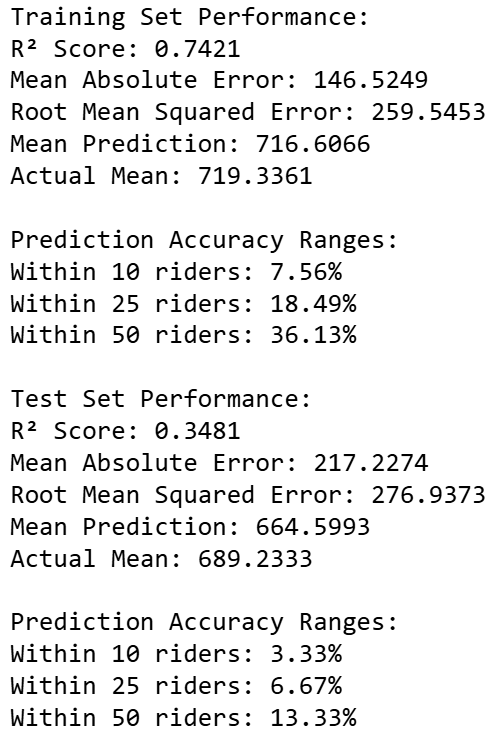 Training Set Performance:
R² Score: 0.7421
Mean Absolute Error: 146.5249
Root Mean Squared Error: 259.5453
Mean Prediction: 716.6066
Actual Mean: 719.3361
Prediction Accuracy Ranges:
Within 10 riders: 7.56%
Within 25 riders: 18.49%
Within 50 riders: 36.13%
Test Set Performance:
R² Score: 0.3481
Mean Absolute Error: 217.2274
Root Mean Squared Error: 276.9373
Mean Prediction: 664.5993
Actual Mean: 689.2333
Prediction Accuracy Ranges:
Within 10 riders: 3.33%
Within 25 riders: 6.67%
Within 50 riders: 13.33%